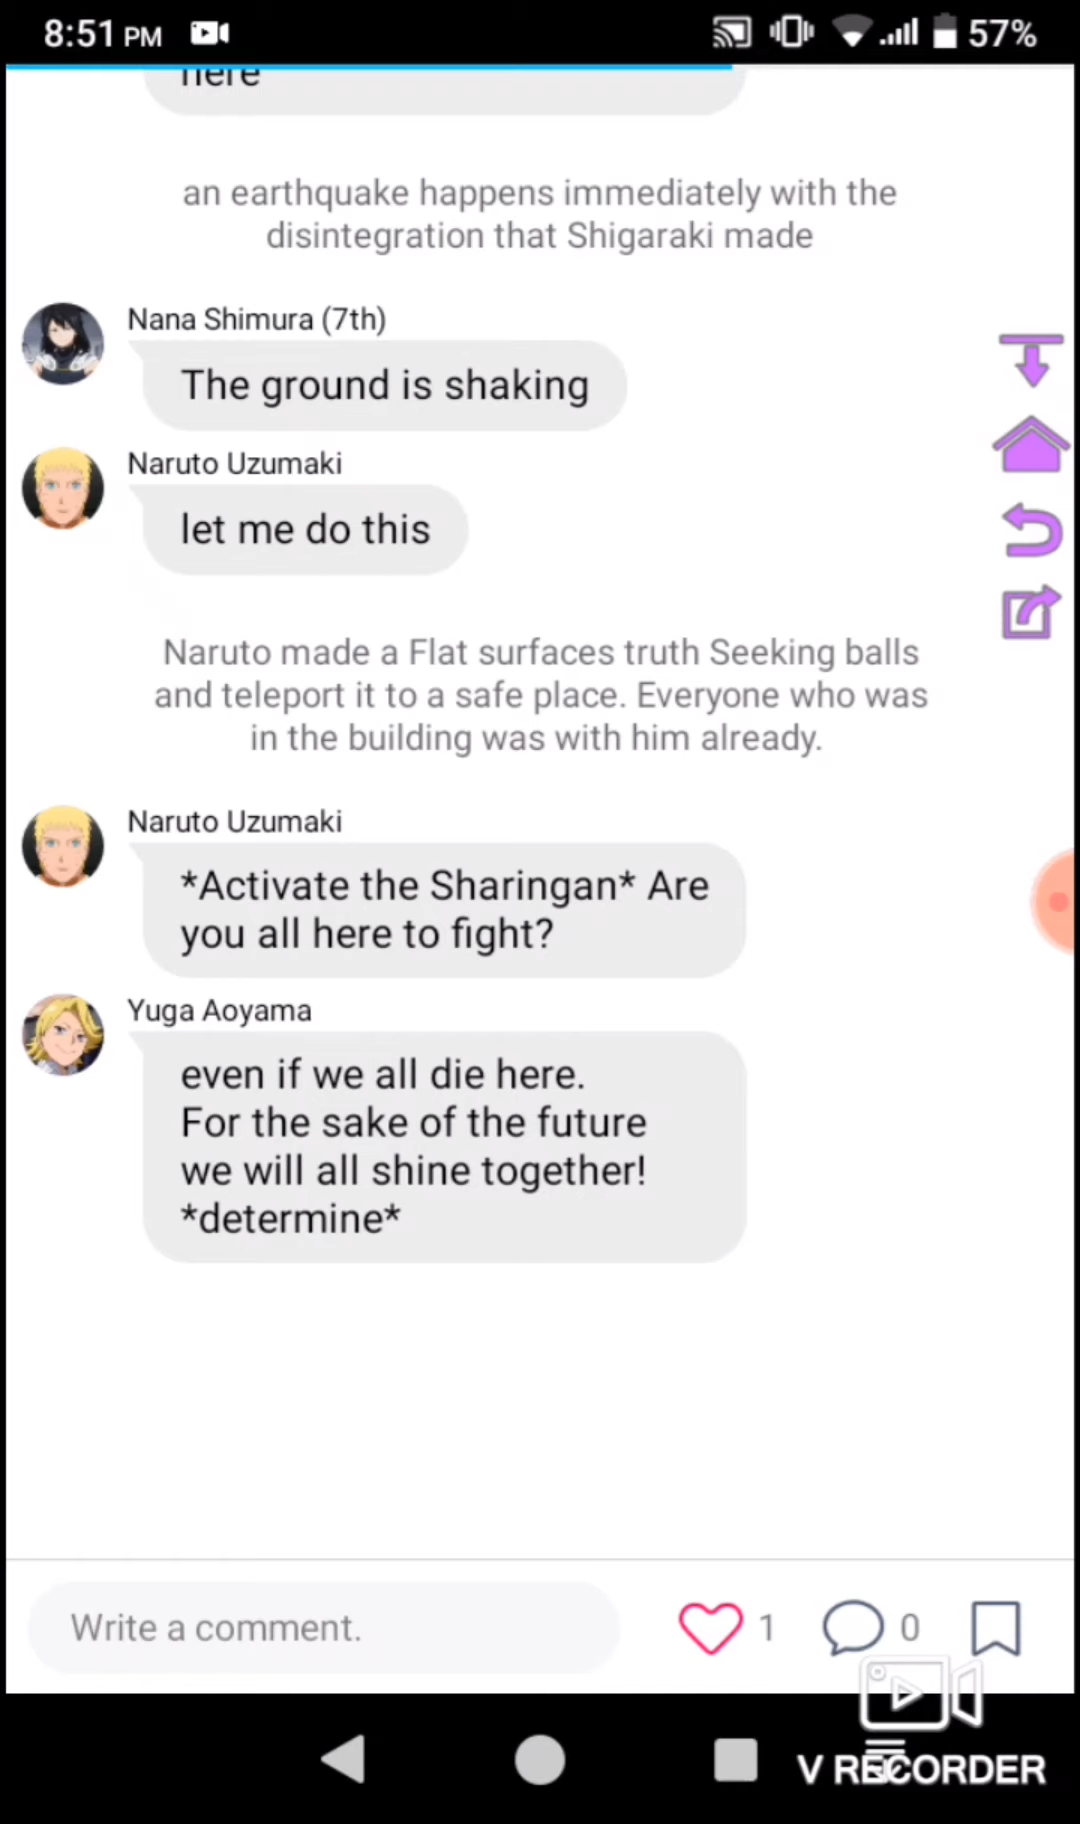 8:51 PM
57%
here
an earthquake happens immediately with the
disintegration that Shigaraki made
Nana Shimura (7th)
The ground is shaking
Naruto Uzumaki
let me do this
Naruto made a Flat surfaces truth Seeking balls
and teleport it to a safe place. Everyone who was
in the building was with him already.
Naruto Uzumaki
*Activate the Sharingan* Are
you all here to fight?
Yuga Aoyama
even if we all die here.
For the sake of the future
we will all shine together!
*determine*
Write a comment.
1
0
V RECORDER